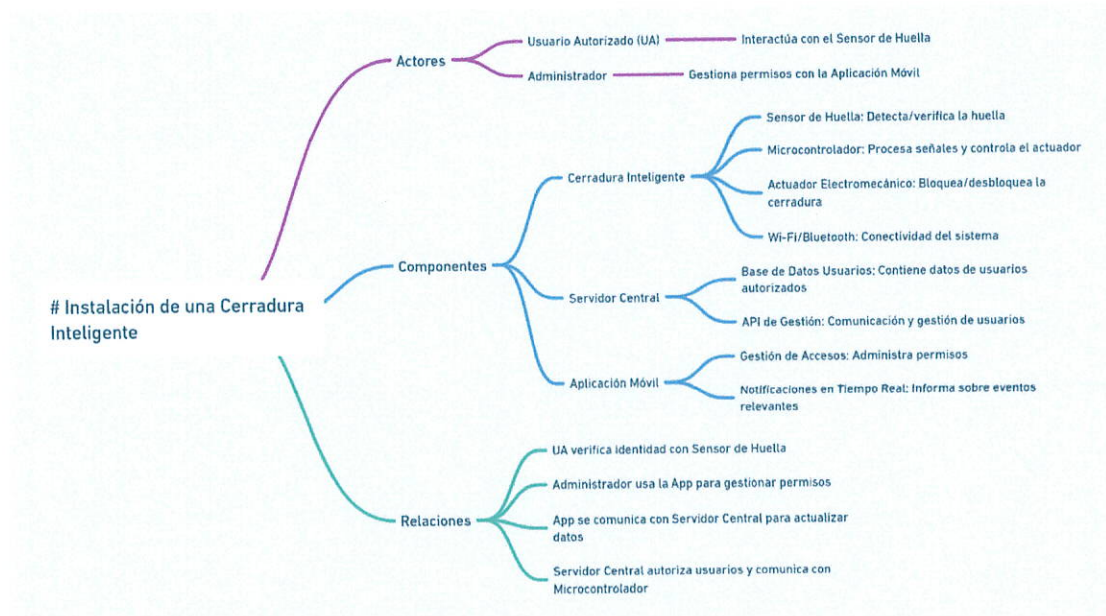 Actores
Usuario Autorizado (UA)
Interactúa con el Sensor de Huella
Administrador
Gestiona permisos con la Aplicación Móvil
# Instalación de una Cerradura
Inteligente
Componentes
Cerradura Inteligente
Sensor de Huella: Detecta/verifica la huella
Microcontrolador: Procesa señales y controla el actuador
Actuador Electromecánico: Bloquea/desbloquea la
cerradura
Wi-Fi/Bluetooth: Conectividad del sistema
Servidor Central
Base de Datos Usuarios: Contiene datos de usuarios
autorizados
API de Gestión: Comunicación y gestión de usuarios
Aplicación Móvil
Gestión de Accesos: Administra permisos
Notificaciones en Tiempo Real: Informa sobre eventos
relevantes
Relaciones
UA verifica identidad con Sensor de Huella
Administrador usa la App para gestionar permisos
App se comunica con Servidor Central para actualizar
datos
Servidor Central autoriza usuarios y comunica con
Microcontrolador